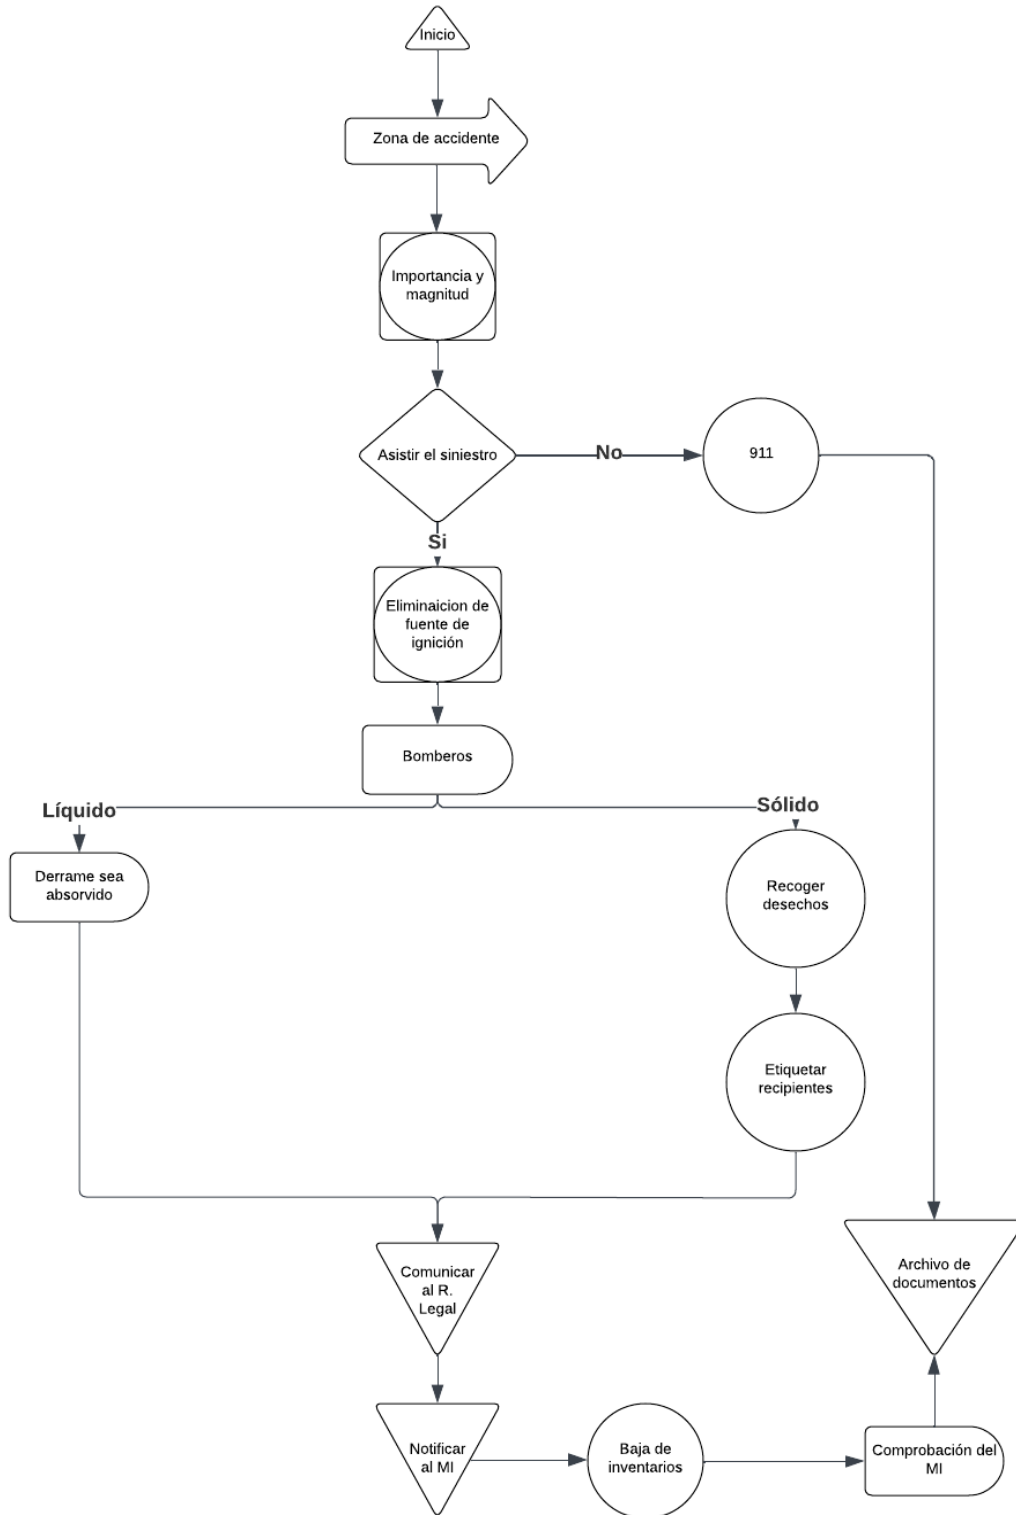 Inicio
Zona de accidente
Importancia y
magnitud
Asistir el siniestro
No
911
Si
Eliminaicion de
fuente de
ignición
Bomberos
Líquido
Sólido
Derrame sea
absorvido
Recoger
desechos
Etiquetar
recipientes
Comunicar
al R.
Legal
Archivo de
documentos
Notificar
al MI
Baja de
inventarios
Comprobación del
MI